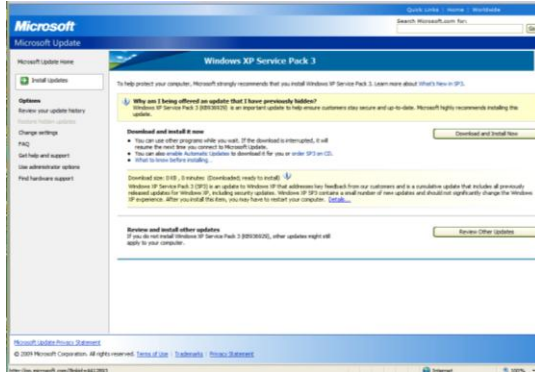 Quick Links | Home | Worldwide
Microsoft
Search Microsoft.com for:
Go
Microsoft Update
Microsoft Update Home
Windows XP Service Pack 3
Install Updates
To help protect your computer, Microsoft strongly recommends that you install Windows XP Service Pack 3. Learn more about What's New in SP3.
Options
Review your update history
Restore hidden updates
Change settings
FAQ
Get help and support
Use administrator options
Find hardware support
Why am I being offered an update that I have previously hidden?
Windows XP Service Pack 3 (KB936929) is an important update to help ensure customers stay secure and up-to-date. Microsoft highly recommends installing this
update.
Download and install it now
Download and Install Now
• You can use other programs while you wait. If the download is interrupted, it will
resume the next time you connect to Microsoft Update.
• You can also enable Automatic Updates to download it for you or order SP3 on CD.
• What to know before installing...
Download size: 0 KB , 0 minutes (Downloaded; ready to install)
Windows XP Service Pack 3 (SP3) is an update to Windows XP that addresses key feedback from our customers and is a cumulative update that includes all previously
released updates for Windows XP, including security updates. Windows XP SP3 contains a small number of new updates and should not significantly change the Windows
XP experience. After you install this item, you may have to restart your computer. Details...
Review and install other updates
If you do not install Windows XP Service Pack 3 (KB936929), other updates might still
apply to your computer.
Review Other Updates
Microsoft Update Privacy Statement
© 2009 Microsoft Corporation. All rights reserved. Terms of Use | Trademarks | Privacy Statement
Internet
100%